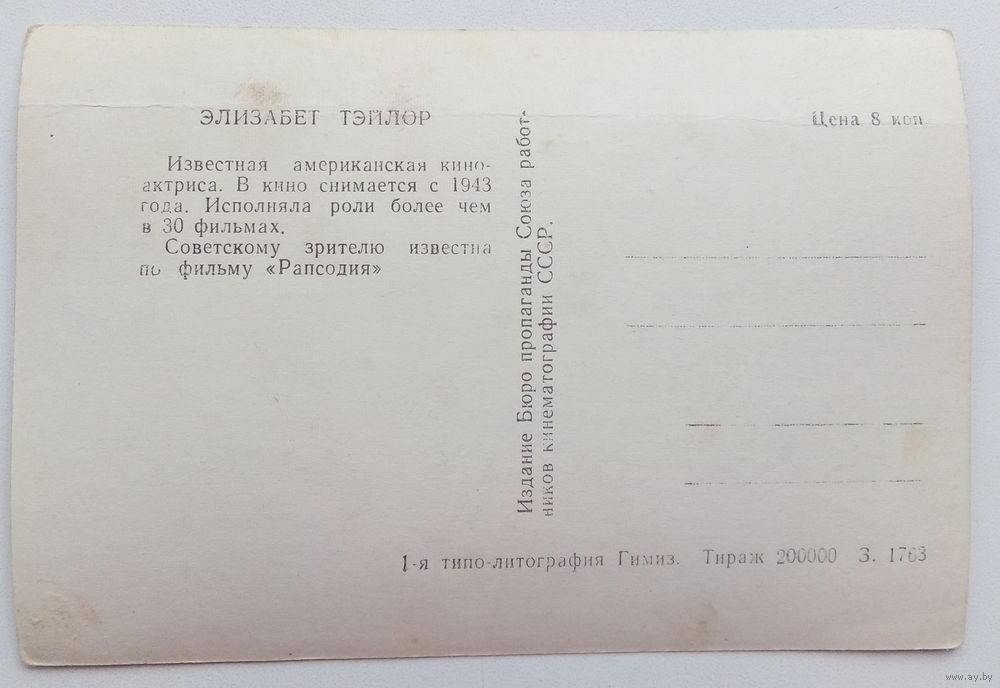 ЭЛИЗАБЕТ ТЭЙЛОР
Известная американская кино-
актриса. В кино снимается с 1943
года. Исполняла роли более чем
в 30 фильмах.
Советскому зрителю известна
по фильму «Рапсодия»
Издание Бюро пропаганды Союза работ-
ников кинематографии СССР.
Цена 8 коп.
1-я типо-литография Гимиз. Тираж 200000 З. 1763
www.ay.by